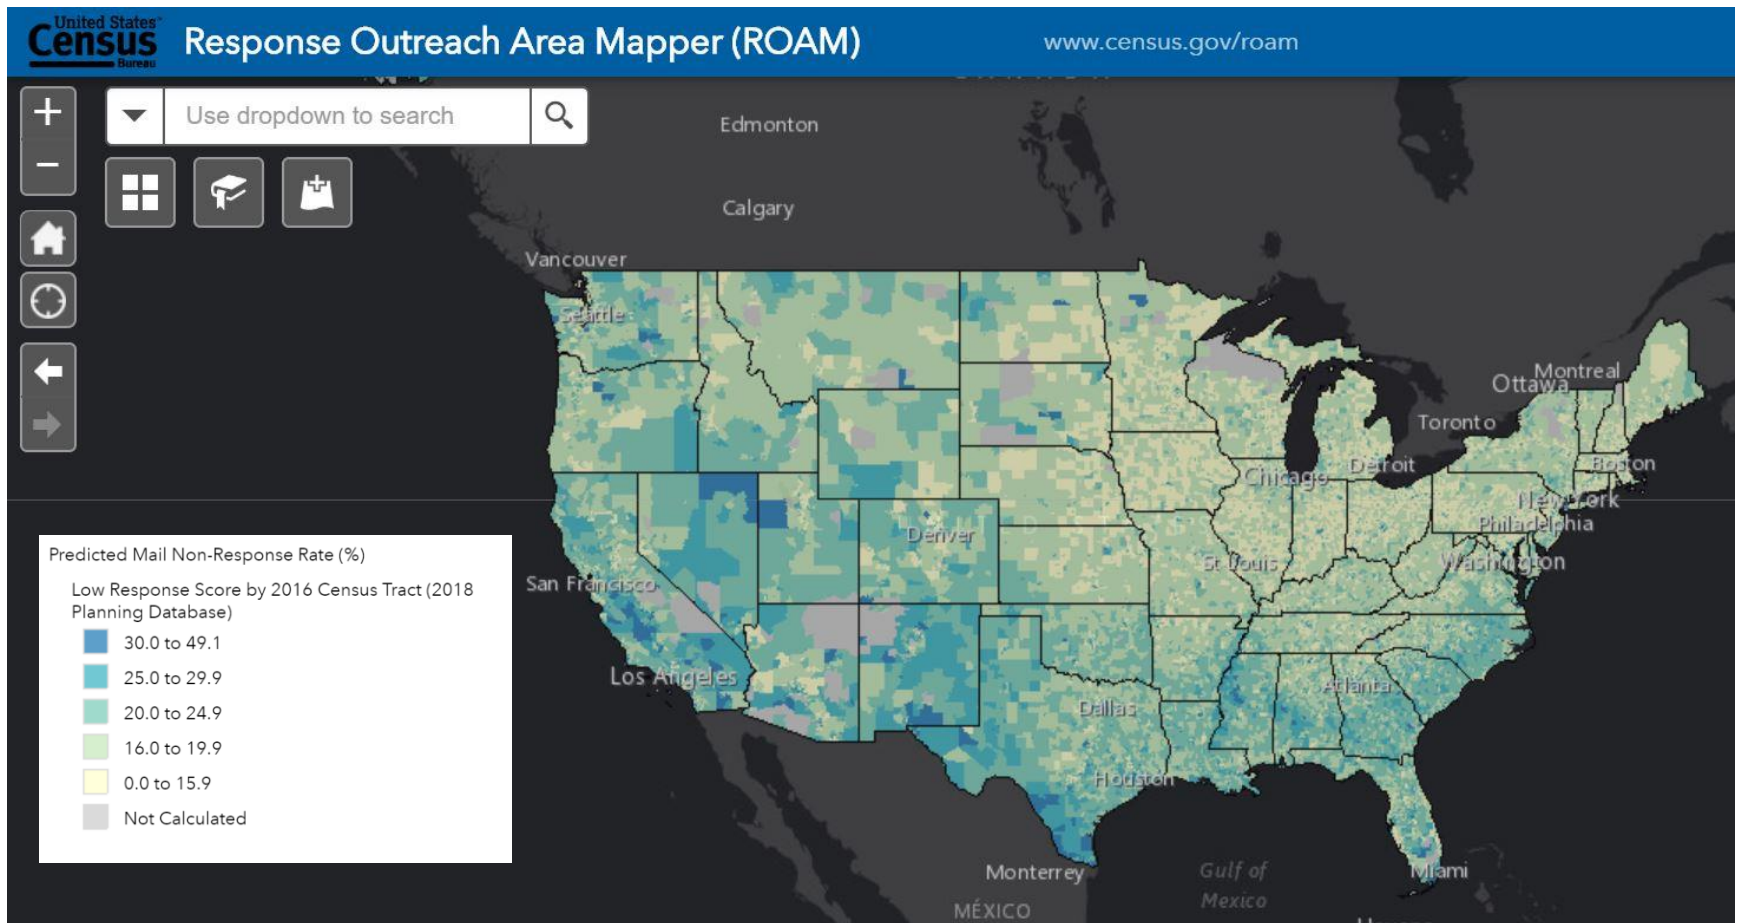 United States™
Census
Bureau
Response Outreach Area Mapper (ROAM)
www.census.gov/roam
+
Use dropdown to search
−
Edmonton
Calgary
Vancouver
Seattle
Montreal
Ottawa
Toronto
Chicago
Detroit
Boston
New York
Philadelphia
Denver
Washington
St Louis
San Francisco
Los Angeles
Atlanta
Dallas
Houston
Miami
Monterrey
Gulf of
Mexico
MÉXICO
Predicted Mail Non-Response Rate (%)
Low Response Score by 2016 Census Tract (2018
Planning Database)
30.0 to 49.1
25.0 to 29.9
20.0 to 24.9
16.0 to 19.9
0.0 to 15.9
Not Calculated